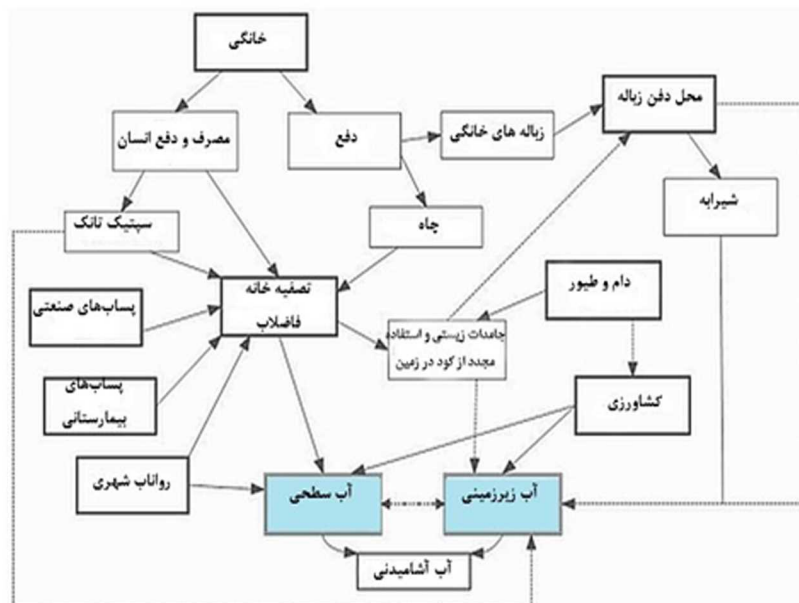 خانگی
محل دفن زباله
مصرف و دفع انسان
دفع
زباله های خانگی
شیرابه
سپتیک تانک
چاه
تصفیه خانه
فاضلاب
دام و طیور
پساب‌های صنعتی
جامدات زیستی و استفاده
مجدد از کود در زمین
پساب‌های
بیمارستانی
کشاورزی
رواناب شهری
آب سطحی
آب زیرزمینی
آب آشامیدنی